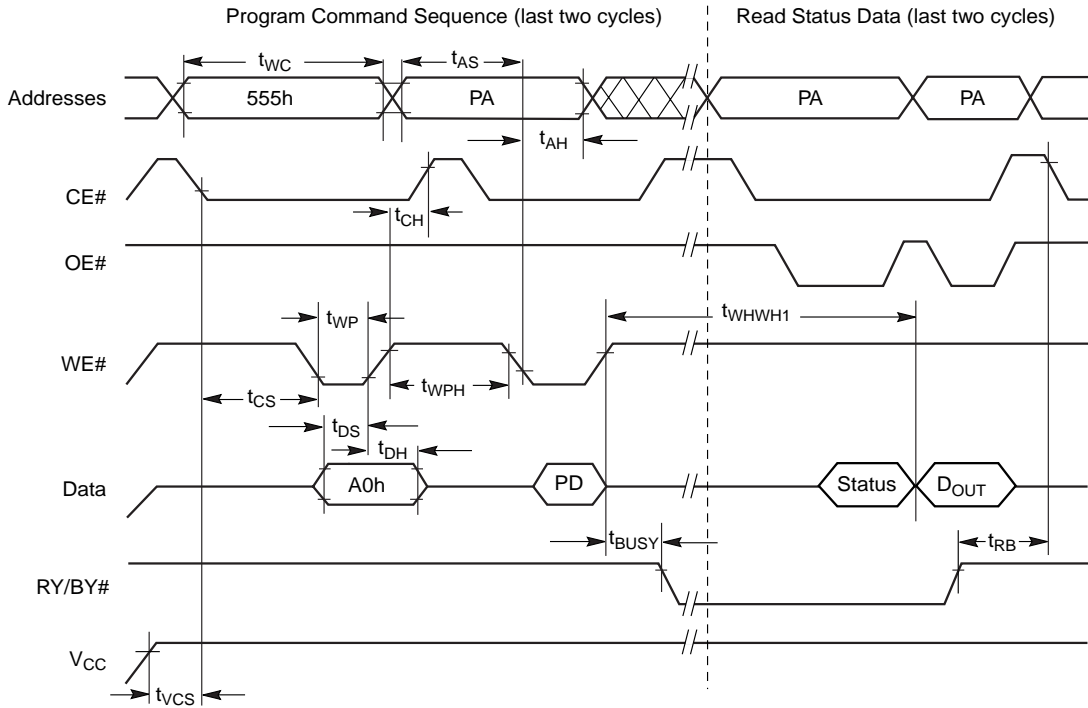 Program Command Sequence (last two cycles)
Read Status Data (last two cycles)
tWC
tAS
Addresses
555h
PA
PA
PA
tAH
CE#
tCH
OE#
tWHWH1
tWP
WE#
tWPH
tCS
tDS
tDH
Data
A0h
PD
Status
DOUT
tBUSY
tRB
RY/BY#
VCC
tVCS